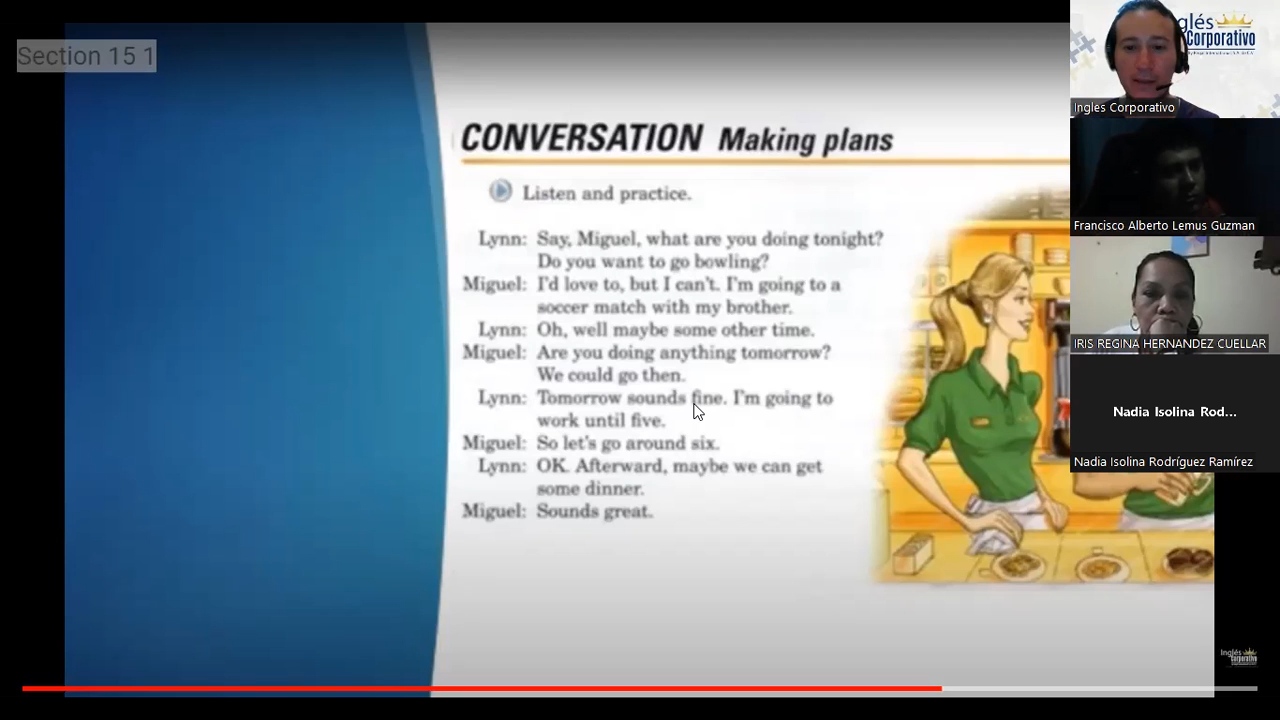 Section 15 1
CONVERSATION Making plans
Listen and practice.
Lynn: Say, Miguel, what are you doing tonight?
Do you want to go bowling?
Miguel: I'd love to, but I can't. I'm going to a
soccer match with my brother.
Lynn: Oh, well maybe some other time.
Miguel: Are you doing anything tomorrow?
We could go then.
Lynn: Tomorrow sounds fine. I'm going to
work until five.
Miguel: So let's go around six.
Lynn: OK. Afterward, maybe we can get
some dinner.
Miguel: Sounds great.
glés
Corporativo
Ingles Corporativo
Francisco Alberto Lemus Guzman
IRIS REGINA HERNANDEZ CUELLAR
Nadia Isolina Rod...
Nadia Isolina Rodríguez Ramírez
Inglés
Corporativo